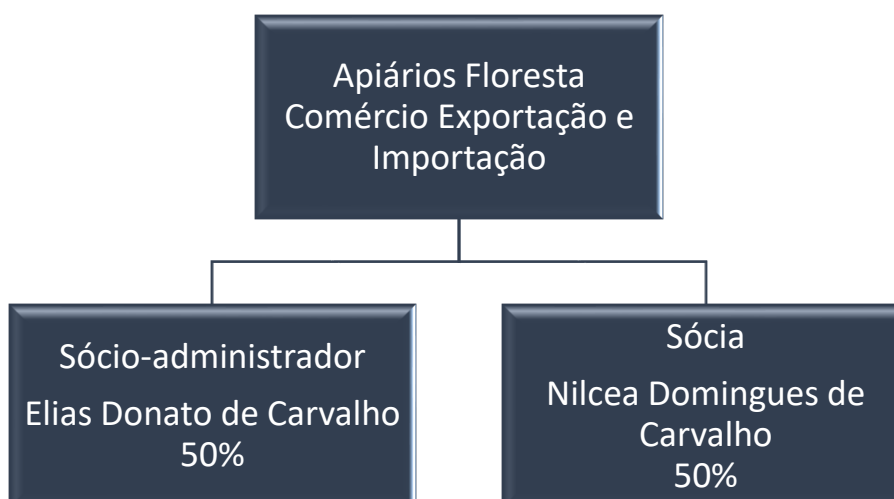 Apiários Floresta
Comércio Exportação e
Importação
Sócio-administrador
Elias Donato de Carvalho
50%
Sócia
Nilcea Domingues de
Carvalho
50%